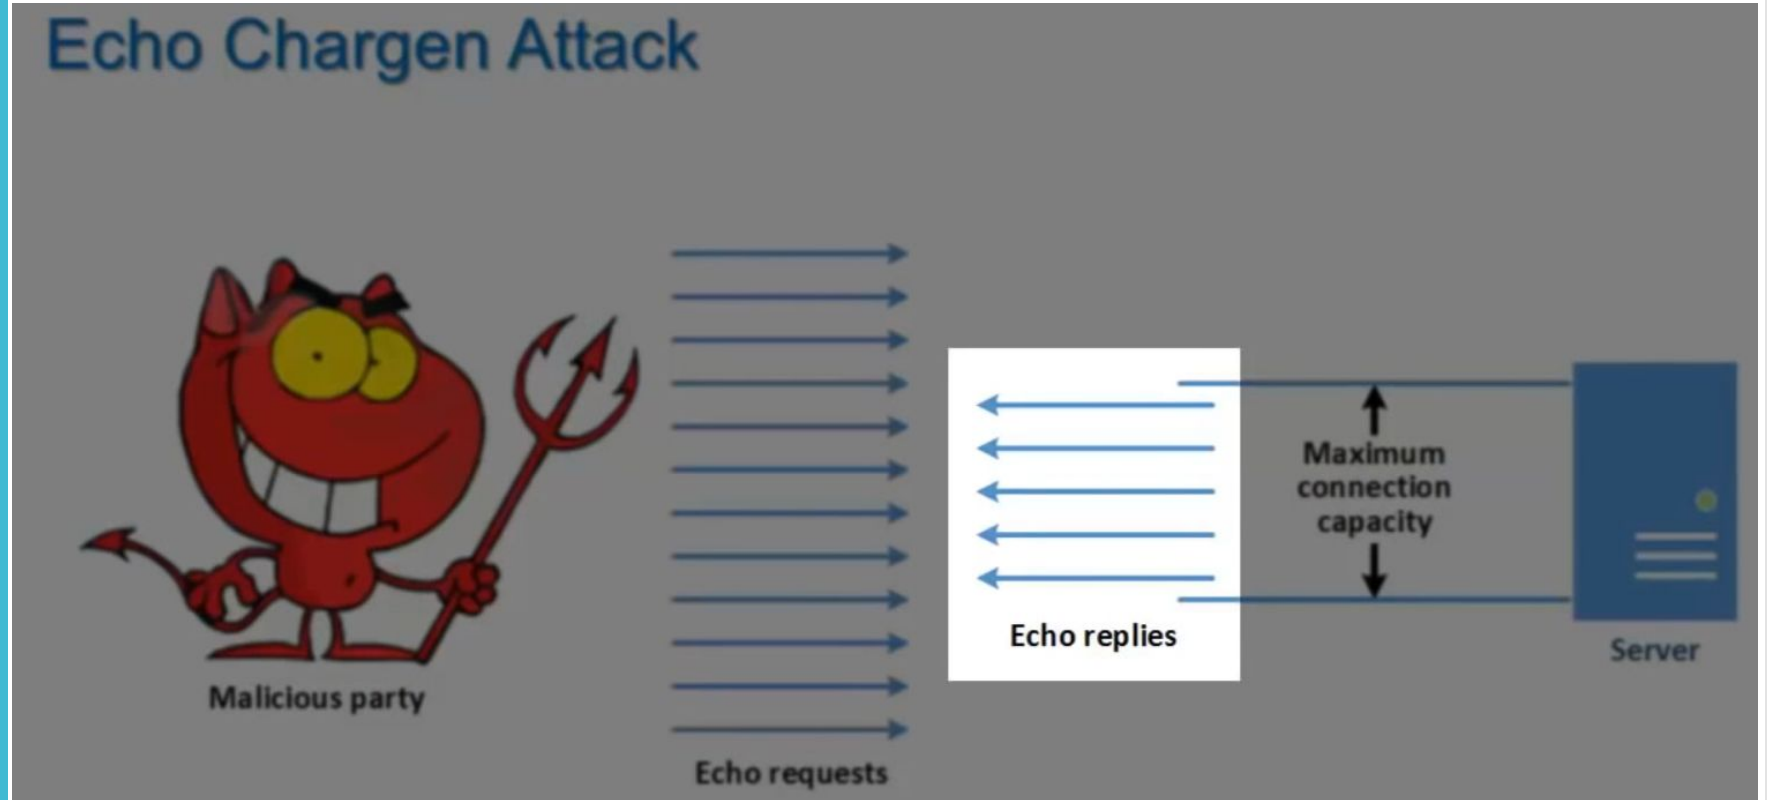 Echo Chargen Attack
Maximum
connection
capacity
Echo replies
Server
Malicious party
Echo requests